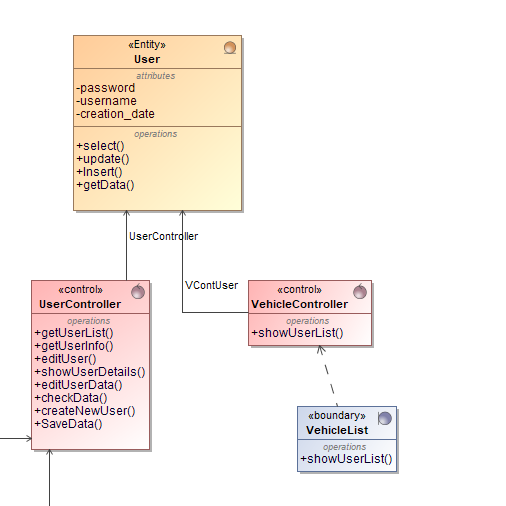 «Entity»
User
attributes
-password
-username
-creation_date
operations
+select()
+update()
+Insert()
+getData()
UserController
VContUser
«control»
UserController
operations
+getUserList()
+getUserInfo()
+editUser()
+showUserDetails()
+editUserData()
+checkData()
+createNewUser()
+SaveData()
«control»
VehicleController
operations
+showUserList()
«boundary»
VehicleList
operations
+showUserList()